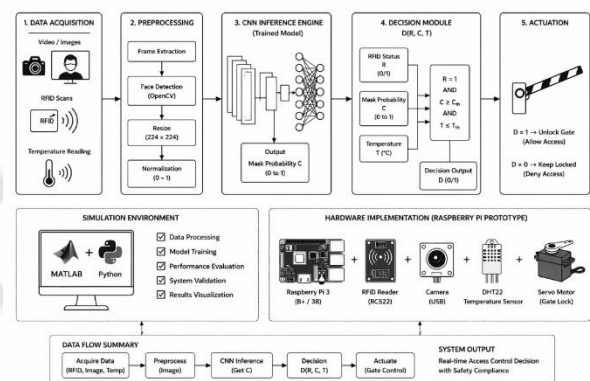 1. DATA ACQUISITION
Video / Images
RFID Scans
RFID
Temperature Reading
2. PREPROCESSING
Frame Extraction
Face Detection
(OpenCV)
Resize
(224 × 224)
Normalization
(0 – 1)
3. CNN INFERENCE ENGINE
(Trained Model)
Output
Mask Probability C
(0 to 1)
4. DECISION MODULE
D(R, C, T)
RFID Status
R
(0/1)
Mask Probability
C
(0 to 1)
Temperature
T (°C)
R = 1
AND
C ≥ Cth
AND
T ≤ Tth
Decision Output
D (0/1)
5. ACTUATION
D = 1 → Unlock Gate
(Allow Access)
D = 0 → Keep Locked
(Deny Access)
SIMULATION ENVIRONMENT
MATLAB + Python
Data Processing
Model Training
Performance Evaluation
System Validation
Results Visualization
HARDWARE IMPLEMENTATION (RASPBERRY PI PROTOTYPE)
Raspberry Pi 3
(B+ / 3B)
+
RFID Reader
(RC522)
+
Camera
(USB)
+
DHT22
Temperature Sensor
+
Servo Motor
(Gate Lock)
DATA FLOW SUMMARY
Acquire Data
(RFID, Image, Temp)
Preprocess
(Image)
CNN Inference
(Get C)
Decision
D(R, C, T)
Actuate
(Gate Control)
SYSTEM OUTPUT
Real-time Access Control Decision
with Safety Compliance